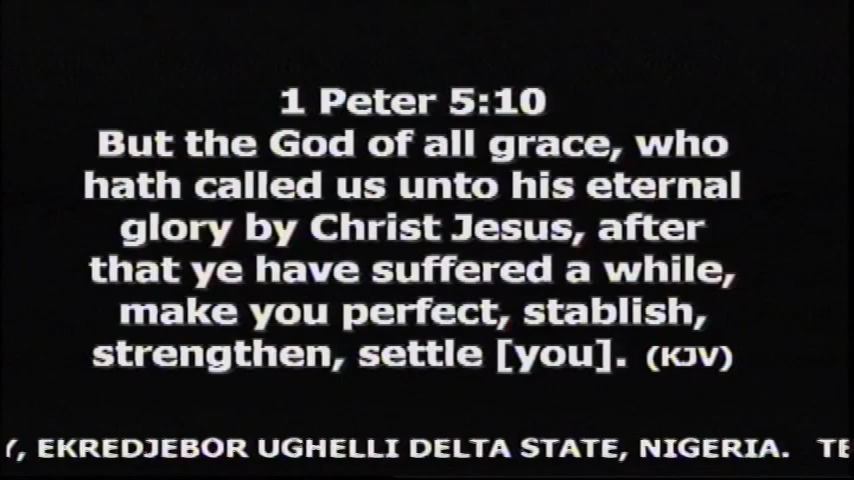 1 Peter 5:10
But the God of all grace, who
hath called us unto his eternal
glory by Christ Jesus, after
that ye have suffered a while,
make you perfect, stablish,
strengthen, settle [you]. (KJV)
, EKREDJEBOR UGHELLI DELTA STATE, NIGERIA.